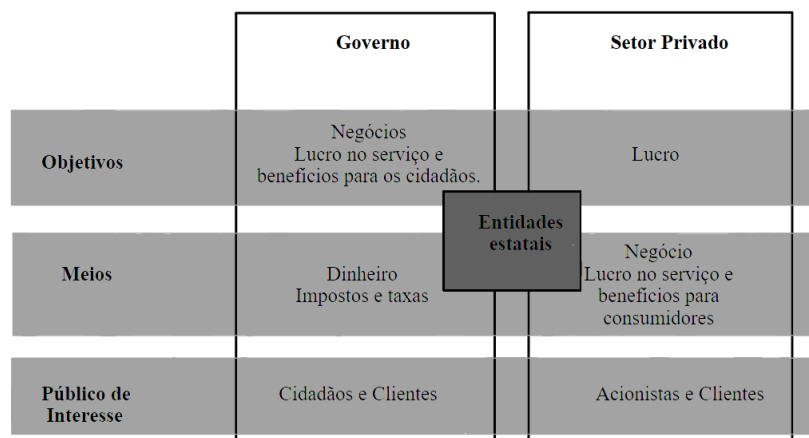 Governo
Setor Privado
Objetivos
Negócios
Lucro no serviço e
benefícios para os cidadãos.
Lucro
Entidades
estatais
Meios
Dinheiro
Impostos e taxas
Negócio
Lucro no serviço e
benefícios para
consumidores
Público de
Interesse
Cidadãos e Clientes
Acionistas e Clientes